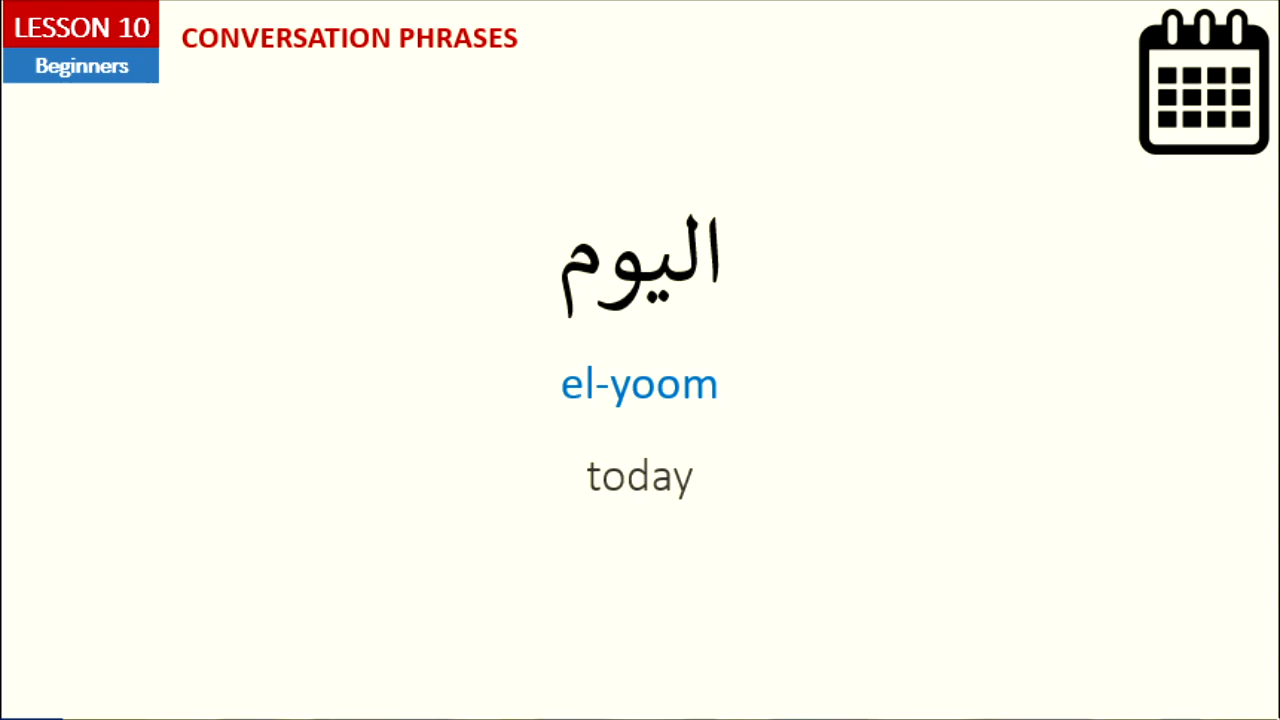 LESSON 10
Beginners
CONVERSATION PHRASES
اليوم
el-yoom
today